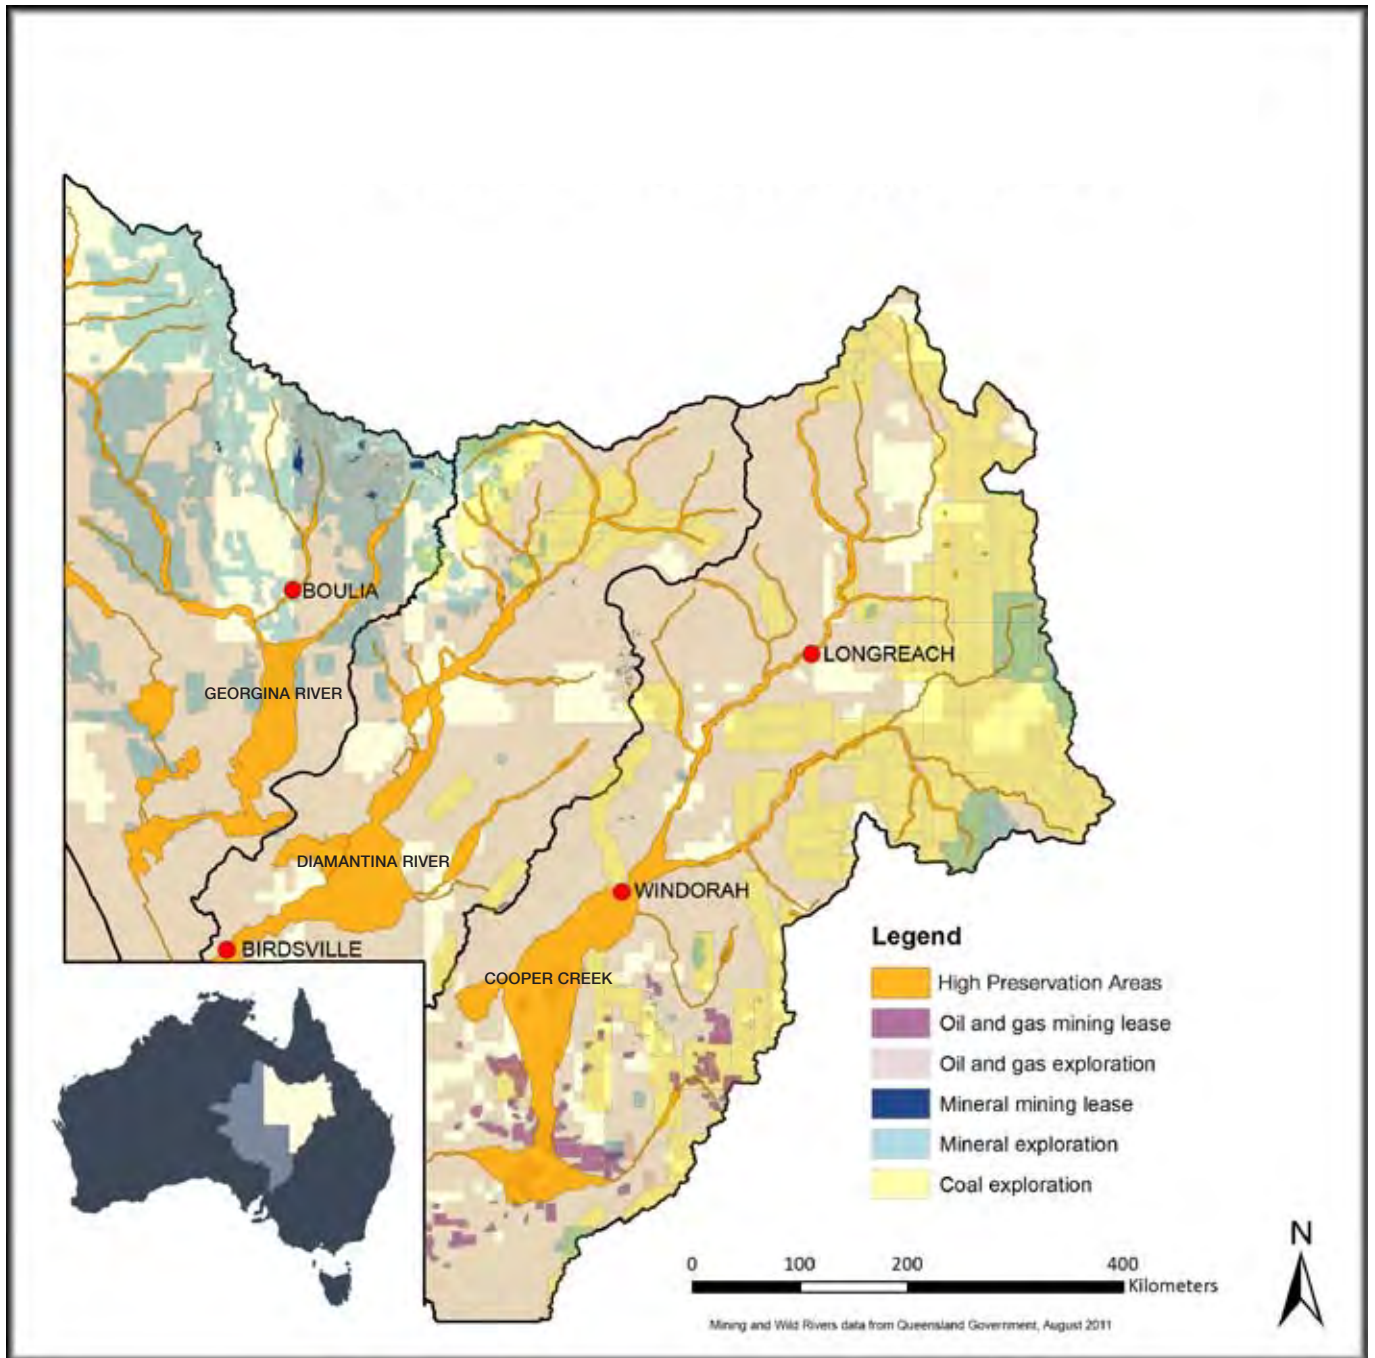 BOULIA
LONGREACH
GEORGINA RIVER
DIAMANTINA RIVER
WINDORAH
BIRDSVILLE
COOPER CREEK
Legend
High Preservation Areas
Oil and gas mining lease
Oil and gas exploration
Mineral mining lease
Mineral exploration
Coal exploration
N
0 100 200 400
Kilometers
Mining and Wild Rivers data from Queensland Government, August 2011